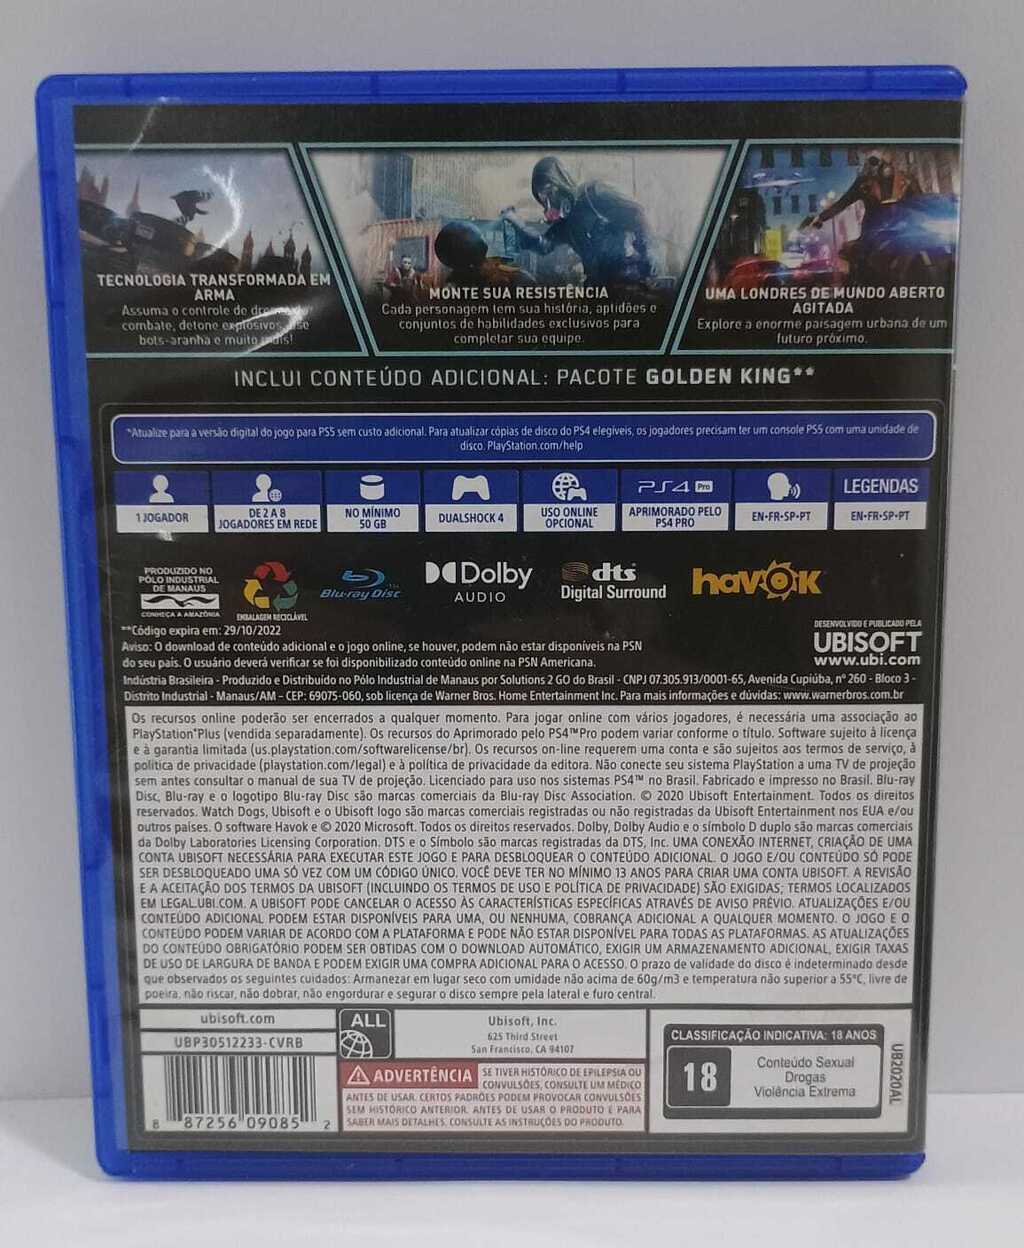 TECNOLOGIA TRANSFORMADA EM
ARMA
Assuma o controle de
combate, detone explosivos,
bots-aranha e muito mais!
MONTE SUA RESISTÊNCIA
Cada personagem tem sua história, aptidões e
conjuntos de habilidades exclusivos para
completar sua equipe.
UMA LONDRES DE MUNDO ABERTO
AGITADA
Explore a enorme paisagem urbana de um
futuro próximo.
INCLUI CONTEÚDO ADICIONAL: PACOTE GOLDEN KING**
*Atualize para a versão digital do jogo para PS5 sem custo adicional. Para atualizar cópias de disco do PS4 elegíveis, os jogadores precisam ter um console PS5 com uma unidade de
disco. PlayStation.com/help
1 JOGADOR
DE 2 A 8
JOGADORES EM REDE
NO MÍNIMO
50 GB
DUALSHOCK 4
USO ONLINE
OPCIONAL
PS4 Pro
APRIMORADO PELO
PS4 PRO
EN•FR•SP•PT
LEGENDAS
EN•FR•SP•PT
PRODUZIDO NO
PÓLO INDUSTRIAL
DE MANAUS
CONHEÇA A AMAZÔNIA
EMBALAGEM RECICLÁVEL
Blu-ray Disc
Dolby
AUDIO
dts
Digital Surround
havok
DESENVOLVIDO E PUBLICADO PELA
UBISOFT
www.ubi.com
**Código expira em: 29/10/2022
Aviso: O download de conteúdo adicional e o jogo online, se houver, podem não estar disponíveis na PSN
do seu país. O usuário deverá verificar se foi disponibilizado conteúdo online na PSN Americana.
Indústria Brasileira - Produzido e Distribuído no Pólo Industrial de Manaus por Solutions 2 GO do Brasil - CNPJ 07.305.913/0001-65, Avenida Cupiúba, nº 260 - Bloco 3 -
Distrito Industrial - Manaus/AM – CEP: 69075-060, sob licença de Warner Bros. Home Entertainment Inc. Para mais informações e dúvidas: www.warnerbros.com.br
Os recursos online poderão ser encerrados a qualquer momento. Para jogar online com vários jogadores, é necessária uma associação ao
PlayStation®Plus (vendida separadamente). Os recursos do Aprimorado pelo PS4™Pro podem variar conforme o título. Software sujeito à licença
e à garantia limitada (us.playstation.com/softwarelicense/br). Os recursos on-line requerem uma conta e são sujeitos aos termos de serviço, à
política de privacidade (playstation.com/legal) e à política de privacidade da editora. Não conecte seu sistema PlayStation a uma TV de projeção
sem antes consultar o manual de sua TV de projeção. Licenciado para uso nos sistemas PS4™ no Brasil. Fabricado e impresso no Brasil. Blu-ray
Disc, Blu-ray e o logotipo Blu-ray Disc são marcas comerciais da Blu-ray Disc Association. © 2020 Ubisoft Entertainment. Todos os direitos
reservados. Watch Dogs, Ubisoft e o Ubisoft logo são marcas comerciais registradas ou não registradas da Ubisoft Entertainment nos EUA e/ou
outros países. O software Havok e © 2020 Microsoft. Todos os direitos reservados. Dolby, Dolby Audio e o símbolo D duplo são marcas comerciais
da Dolby Laboratories Licensing Corporation. DTS e o Símbolo são marcas registradas da DTS, Inc. UMA CONEXÃO INTERNET, CRIAÇÃO DE UMA
CONTA UBISOFT NECESSÁRIA PARA EXECUTAR ESTE JOGO E PARA DESBLOQUEAR O CONTEÚDO ADICIONAL. O JOGO E/OU CONTEÚDO SÓ PODE
SER DESBLOQUEADO UMA SÓ VEZ COM UM CÓDIGO ÚNICO. VOCÊ DEVE TER NO MÍNIMO 13 ANOS PARA CRIAR UMA CONTA UBISOFT. A REVISÃO
E A ACEITAÇÃO DOS TERMOS DA UBISOFT (INCLUINDO OS TERMOS DE USO E POLÍTICA DE PRIVACIDADE) SÃO EXIGIDAS; TERMOS LOCALIZADOS
EM LEGAL.UBI.COM. A UBISOFT PODE CANCELAR O ACESSO ÀS CARACTERÍSTICAS ESPECÍFICAS ATRAVÉS DE AVISO PRÉVIO. ATUALIZAÇÕES E/OU
CONTEÚDO ADICIONAL PODEM ESTAR DISPONÍVEIS PARA UMA, OU NENHUMA, COBRANÇA ADICIONAL A QUALQUER MOMENTO. O JOGO E O
CONTEÚDO PODEM VARIAR DE ACORDO COM A PLATAFORMA E PODE NÃO ESTAR DISPONÍVEL PARA TODAS AS PLATAFORMAS. AS ATUALIZAÇÕES
DO CONTEÚDO OBRIGATÓRIO PODEM SER OBTIDAS COM O DOWNLOAD AUTOMÁTICO, EXIGIR UM ARMAZENAMENTO ADICIONAL, EXIGIR TAXAS
DE USO DE LARGURA DE BANDA E PODEM EXIGIR UMA COMPRA ADICIONAL PARA O ACESSO. O prazo de validade do disco é indeterminado desde
que observados os seguintes cuidados: Armazenar em lugar seco com umidade não acima de 60g/m3 e temperatura não superior a 55°C, livre de
poeira, não riscar, não dobrar, não engordurar e segurar o disco sempre pela lateral e furo central.
ubisoft.com
UBP30512233-CVRB
8 87256 09085 2
ALL
Ubisoft, Inc.
625 Third Street
San Francisco, CA 94107
ADVERTÊNCIA SE TIVER HISTÓRICO DE EPILEPSIA OU
CONVULSÕES, CONSULTE UM MÉDICO
ANTES DE USAR. CERTOS PADRÕES PODEM PROVOCAR CONVULSÕES
SEM HISTÓRICO ANTERIOR. ANTES DE USAR O PRODUTO E PARA
SABER MAIS DETALHES, CONSULTE AS INSTRUÇÕES DO PRODUTO.
CLASSIFICAÇÃO INDICATIVA: 18 ANOS
18
Conteúdo Sexual
Drogas
Violência Extrema
UB2020AL